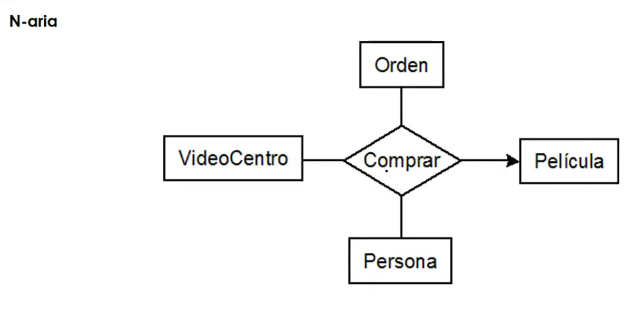 N-aria
Orden
VideoCentro
Comprar
Película
Persona